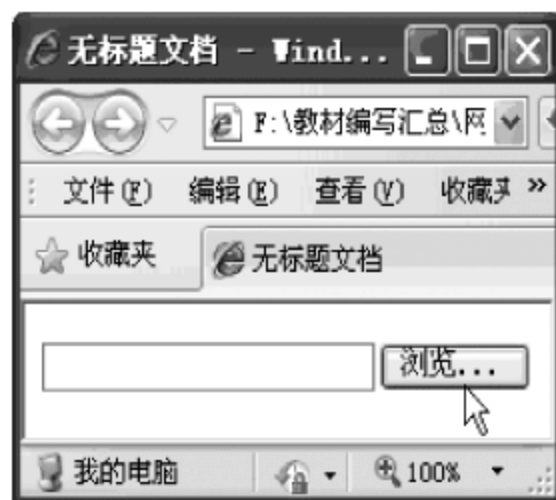 无标题文档 - Wind...
F:\教材编写汇总\网
文件(F) 编辑(E) 查看(V) 收藏夹 »
收藏夹 无标题文档
浏览...
我的电脑 100%